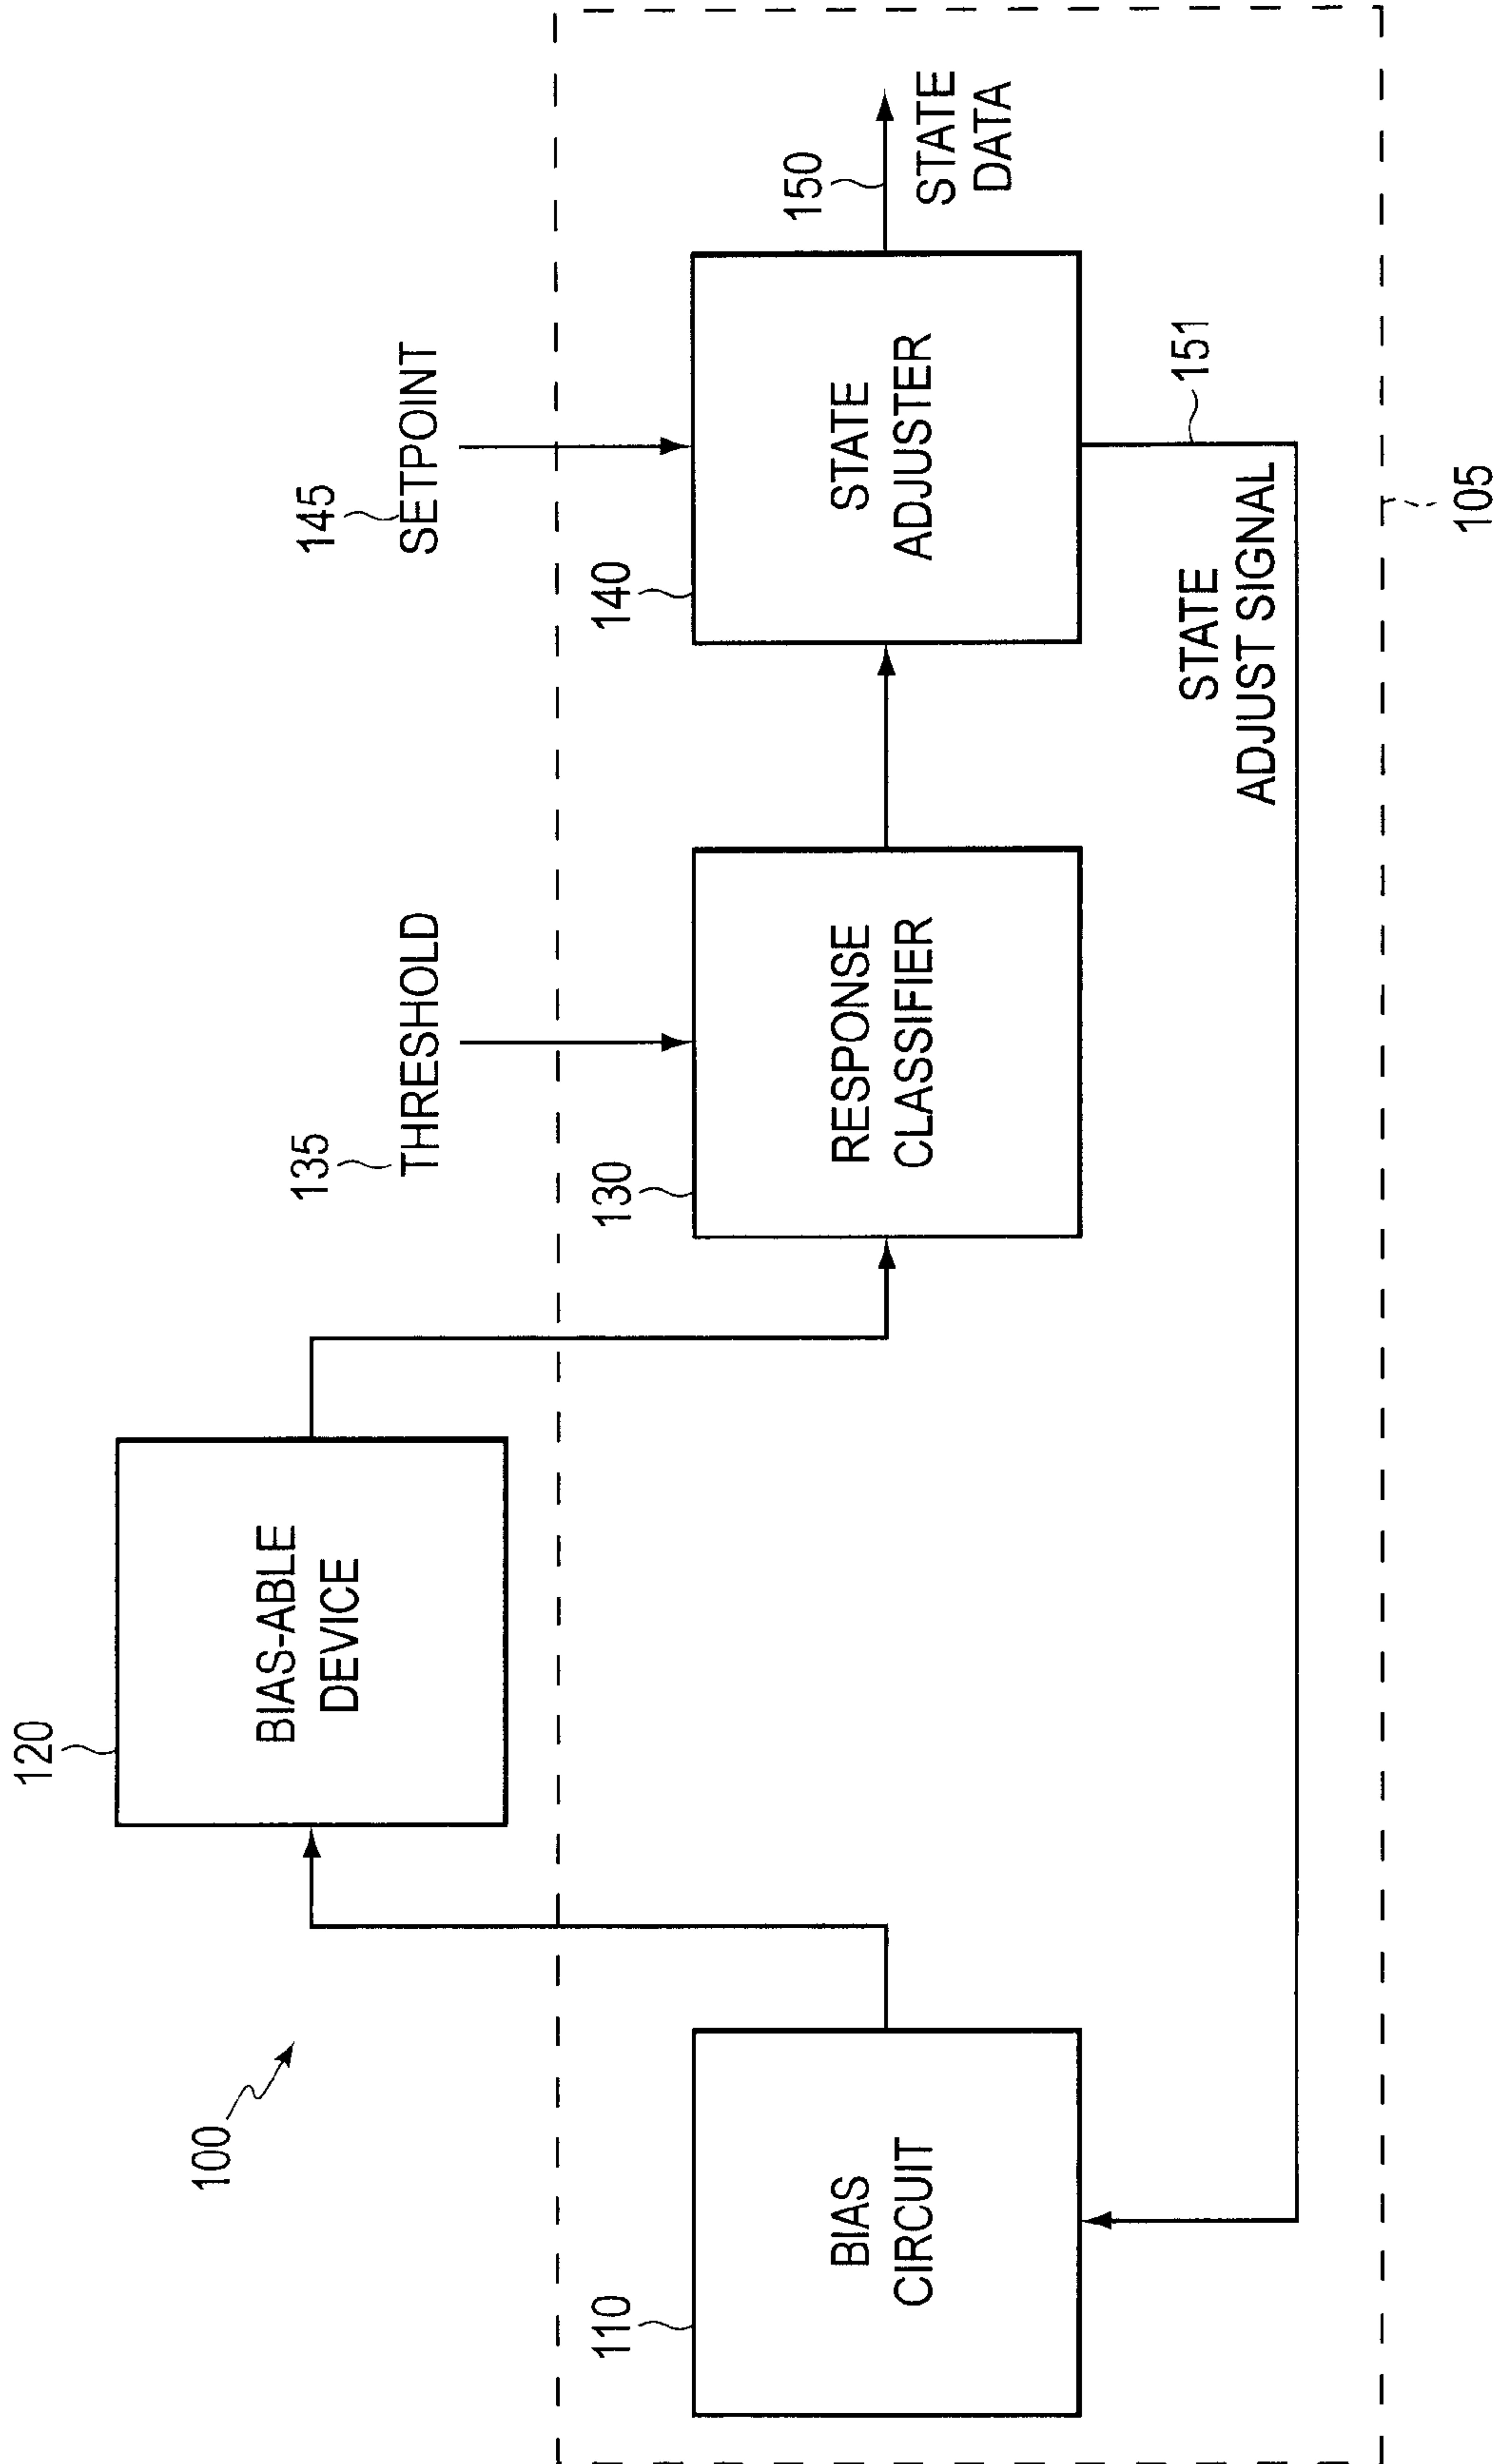 100
120
BIAS-ABLE
DEVICE
135
THRESHOLD
145
SETPOINT
110
BIAS
CIRCUIT
130
RESPONSE
CLASSIFIER
140
STATE
ADJUSTER
150
STATE
DATA
STATE
ADJUST SIGNAL
151
105